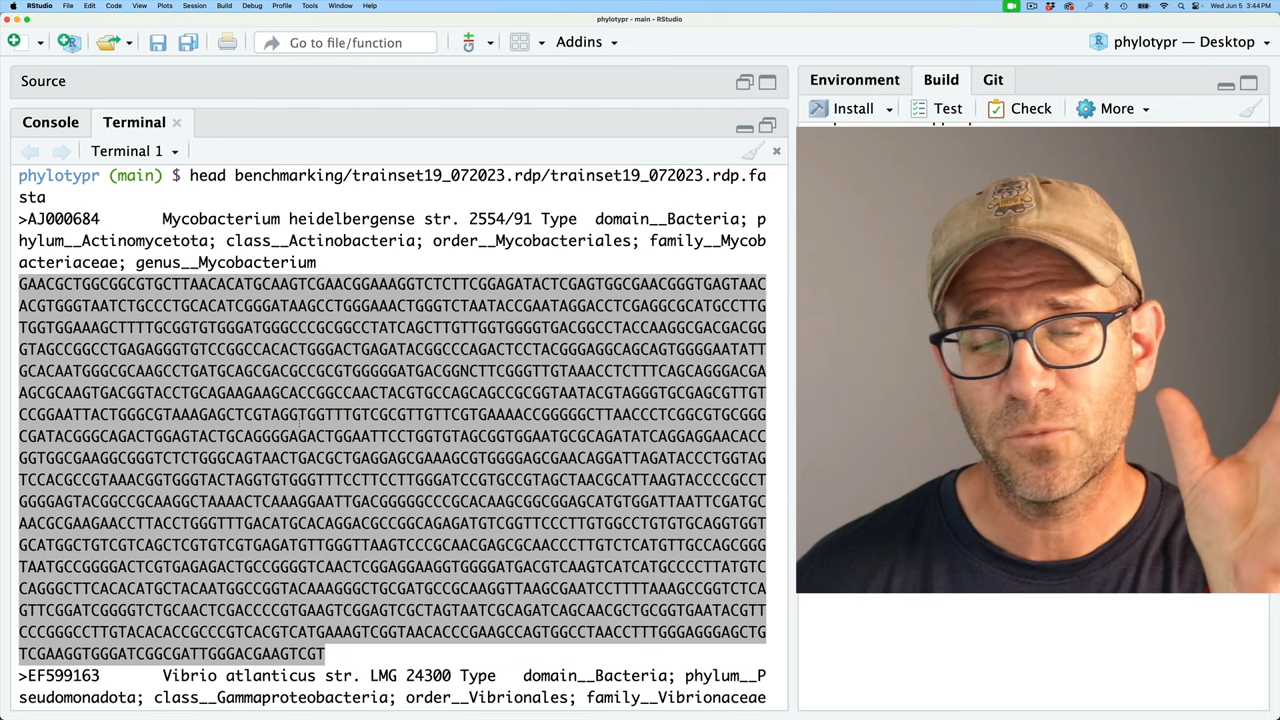 RStudio File Edit Code View Plots Session Build Debug Profile Tools Window Help Wed Jun 5 3:44 PM
phylotypr - main - RStudio
Go to file/function Addins phylotypr — Desktop
Source
Console Terminal
Terminal 1
Environment Build Git
Install Test Check More
phylotypr (main) $ head benchmarking/trainset19_072023.rdp/trainset19_072023.rdp.fa
sta
>AJ000684 Mycobacterium heidelbergense str. 2554/91 Type domain__Bacteria; p
hylum__Actinomycetota; class__Actinobacteria; order__Mycobacteriales; family__Mycob
acteriaceae; genus__Mycobacterium
GAACGCTGGCGGCGTGCTTAACACATGCAAGTCGAACGGAAAGGTCTCTTCGGAGATACTCGAGTGGCGAACGGGTGAGTAAC
ACGTGGGTAATCTGCCCTGCACATCGGGATAAGCCTGGGAAACTGGGTCTAATACCGAATAGGACCTCGAGGCGCATGCCTTG
TGGTGGAAAGCTTTTGCGGTGTGGGATGGGCCCGCGGCCTATCAGCTTGTTGGTGGGGTGACGGCCTACCAAGGCGACGACGG
GTAGCCGGCCTGAGAGGGTGTCCGGCCACACTGGGACTGAGATACGGCCCAGACTCCTACGGGAGGCAGCAGTGGGGAATATT
GCACAATGGGCGCAAGCCTGATGCAGCGACGCCGCGTGGGGGATGACGGNCTTCGGGTTGTAAACCTCTTTCAGCAGGGACGA
AGCGCAAGTGACGGTACCTGCAGAAGAAGCACCGGCCAACTACGTGCCAGCAGCCGCGGTAATACGTAGGGTGCGAGCGTTGT
CCGGAATTACTGGGCGTAAAGAGCTCGTAGGTGGTTTGTCGCGTTGTTCGTGAAAACCGGGGGCTTAACCCTCGGCGTGCGGG
CGATACGGGCAGACTGGAGTACTGCAGGGGAGACTGGAATTCCTGGTGTAGCGGTGGAATGCGCAGATATCAGGAGGAACACC
GGTGGCGAAGGCGGGTCTCTGGGCAGTAACTGACGCTGAGGAGCGAAAGCGTGGGGAGCGAACAGGATTAGATACCCTGGTAG
TCCACGCCGTAAACGGTGGGTACTAGGTGTGGGTTTCCTTCCTTGGGATCCGTGCCGTAGCTAACGCATTAAGTACCCCGCCT
GGGGAGTACGGCCGCAAGGCTAAAACTCAAAGGAATTGACGGGGGCCCGCACAAGCGGCGGAGCATGTGGATTAATTCGATGC
AACGCGAAGAACCTTACCTGGGTTTGACATGCACAGGACGCCGGCAGAGATGTCGGTTCCCTTGTGGCCTGTGTGCAGGTGGT
GCATGGCTGTCGTCAGCTCGTGTCGTGAGATGTTGGGTTAAGTCCCGCAACGAGCGCAACCCTTGTCTCATGTTGCCAGCGGG
TAATGCCGGGGACTCGTGAGAGACTGCCGGGGTCAACTCGGAGGAAGGTGGGGATGACGTCAAGTCATCATGCCCCTTATGTC
CAGGGCTTCACACATGCTACAATGGCCGGTACAAAGGGCTGCGATGCCGCAAGGTTAAGCGAATCCTTTTAAAGCCGGTCTCA
GTTCGGATCGGGGTCTGCAACTCGACCCCGTGAAGTCGGAGTCGCTAGTAATCGCAGATCAGCAACGCTGCGGTGAATACGTT
CCCGGGCCTTGTACACACCGCCCGTCACGTCATGAAAGTCGGTAACACCCGAAGCCAGTGGCCTAACCTTTGGGAGGGAGCTG
TCGAAGGTGGGATCGGCGATTGGGACGAAGTCGT
>EF599163 Vibrio atlanticus str. LMG 24300 Type domain__Bacteria; phylum__P
seudomonadota; class__Gammaproteobacteria; order__Vibrionales; family__Vibrionaceae